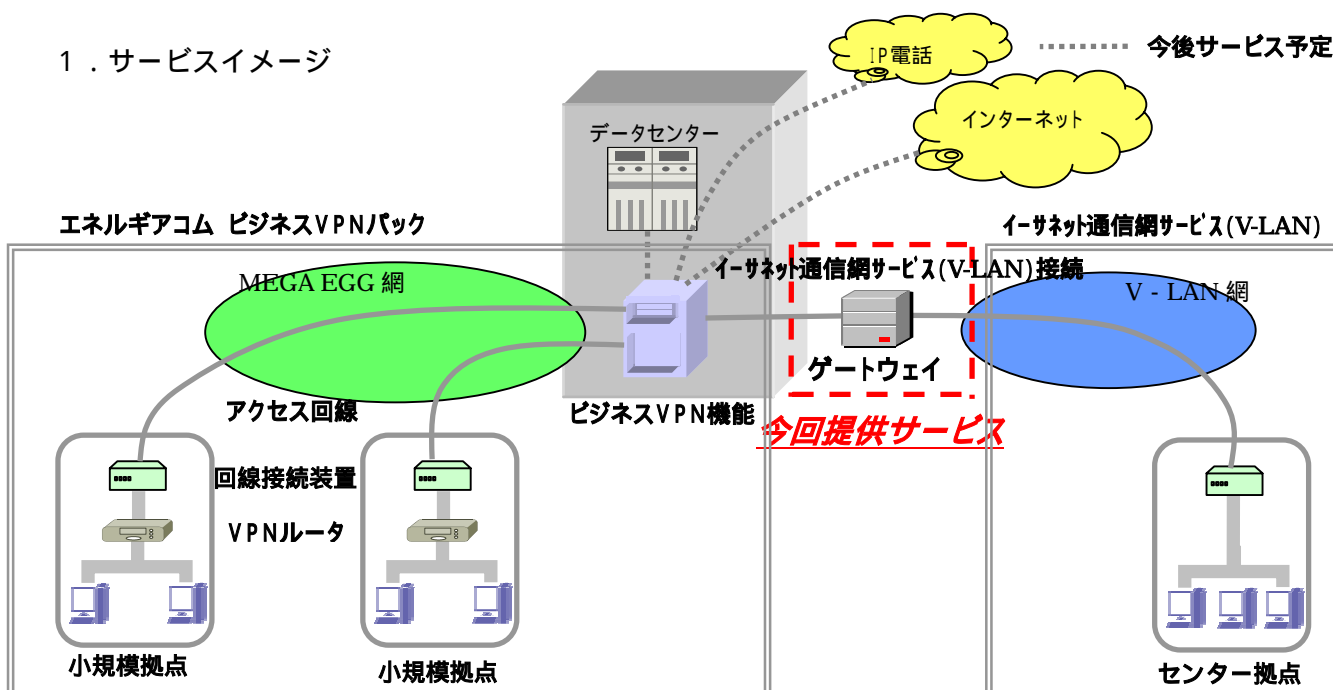 1．サービスイメージ
IP電話
今後サービス予定
インターネット
データセンター
エネルギアコム ビジネスVPNパック
イーサネット通信網サービス(V-LAN)
イーサネット通信網サービス(V-LAN)接続
MEGA EGG 網
V - LAN 網
ゲートウェイ
アクセス回線
ビジネスVPN機能
今回提供サービス
回線接続装置
VPNルータ
小規模拠点
小規模拠点
センター拠点